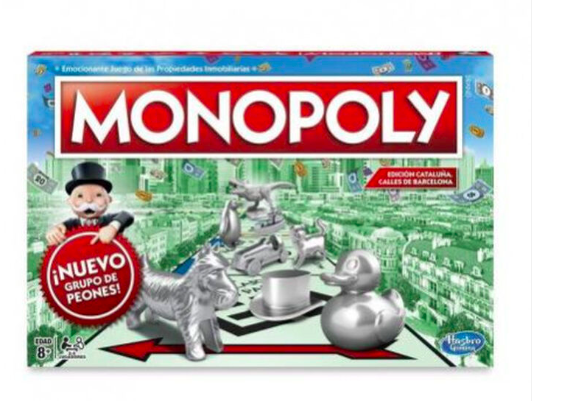 Emocionante Juego de las Propiedades Inmobiliarias
MONOPOLY
EDICIÓN CATALUÑA.
CALLES DE BARCELONA
¡NUEVO
GRUPO DE
PEONES!
EDAD
8+
Hasbro
Gaming